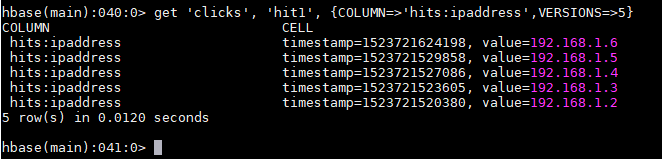 hbase(main):040:0> get 'clicks', 'hit1', {COLUMN=>'hits:ipaddress',VERSIONS=>5}
COLUMN CELL
hits:ipaddress timestamp=1523721624198, value=192.168.1.6
hits:ipaddress timestamp=1523721529858, value=192.168.1.5
hits:ipaddress timestamp=1523721527086, value=192.168.1.4
hits:ipaddress timestamp=1523721523605, value=192.168.1.3
hits:ipaddress timestamp=1523721520380, value=192.168.1.2
5 row(s) in 0.0120 seconds
hbase(main):041:0>